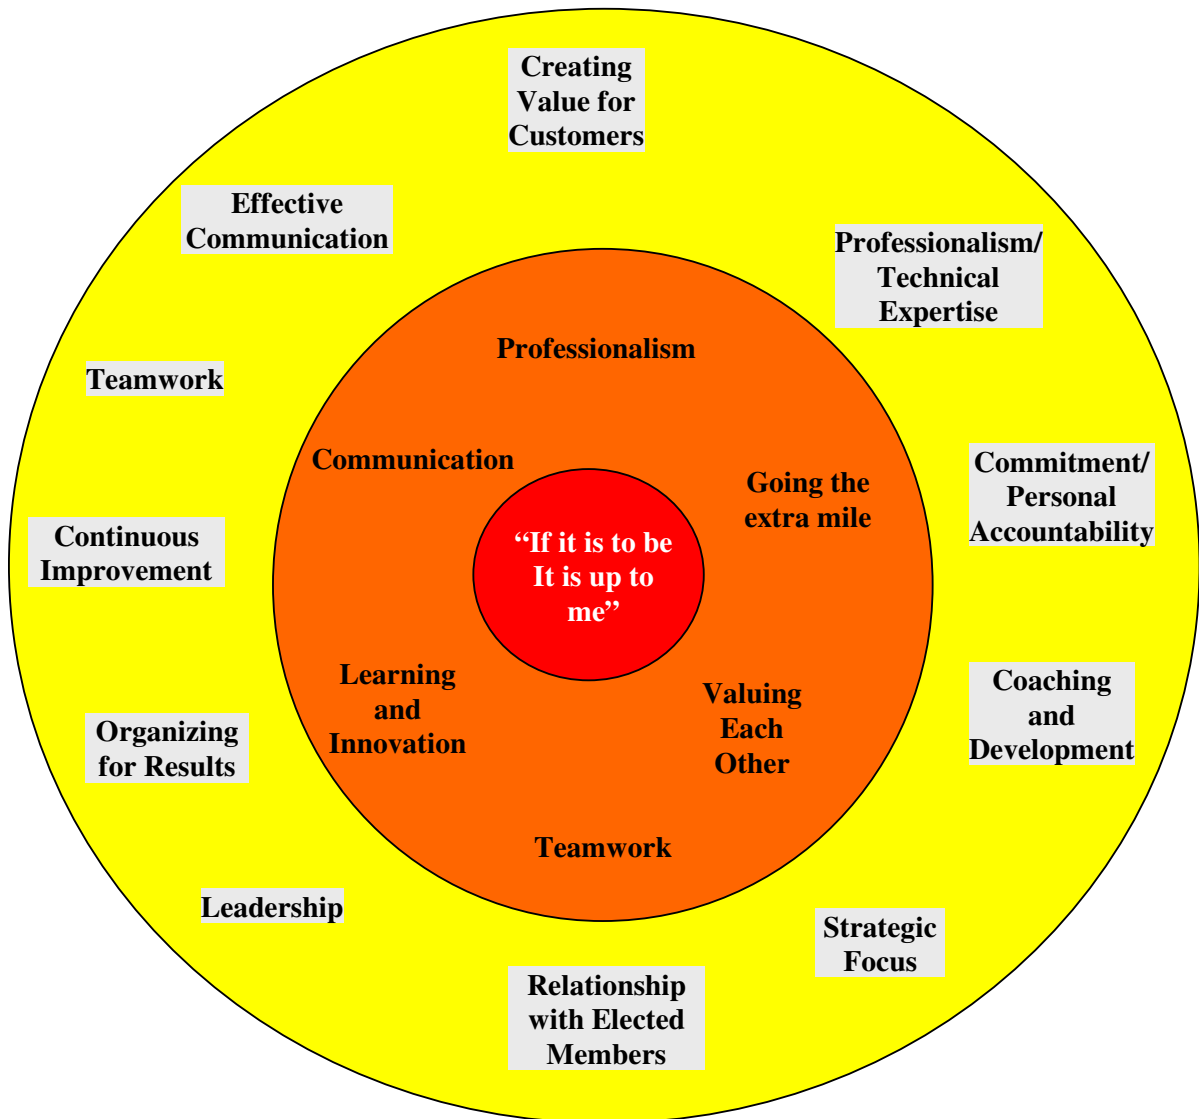 Creating
Value for
Customers
Effective
Communication
Professionalism/
Technical
Expertise
Teamwork
Commitment/
Personal
Accountability
Continuous
Improvement
Coaching
and
Development
Organizing
for Results
Leadership
Strategic
Focus
Relationship
with Elected
Members
Professionalism
Communication
Going the
extra mile
Learning
and
Innovation
Valuing
Each
Other
Teamwork
“If it is to be
It is up to
me”